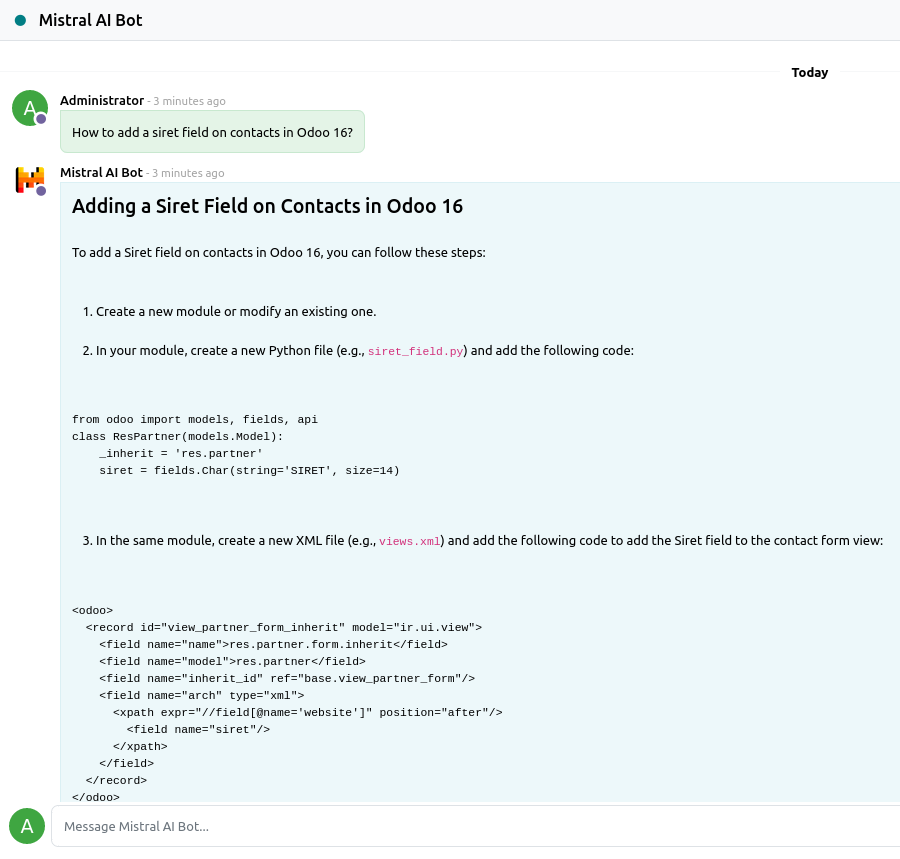 Mistral AI Bot
Today
A
Administrator - 3 minutes ago
How to add a siret field on contacts in Odoo 16?
Mistral AI Bot - 3 minutes ago
Adding a Siret Field on Contacts in Odoo 16
To add a Siret field on contacts in Odoo 16, you can follow these steps:
1. Create a new module or modify an existing one.
2. In your module, create a new Python file (e.g., siret_field.py) and add the following code:
from odoo import models, fields, api
class ResPartner(models.Model):
    _inherit = 'res.partner'
    siret = fields.Char(string='SIRET', size=14)
3. In the same module, create a new XML file (e.g., views.xml) and add the following code to add the Siret field to the contact form view:
<odoo>
  <record id="view_partner_form_inherit" model="ir.ui.view">
    <field name="name">res.partner.form.inherit</field>
    <field name="model">res.partner</field>
    <field name="inherit_id" ref="base.view_partner_form"/>
    <field name="arch" type="xml">
      <xpath expr="//field[@name='website']" position="after"/>
        <field name="siret"/>
      </xpath>
    </field>
  </record>
</odoo>
A
Message Mistral AI Bot...